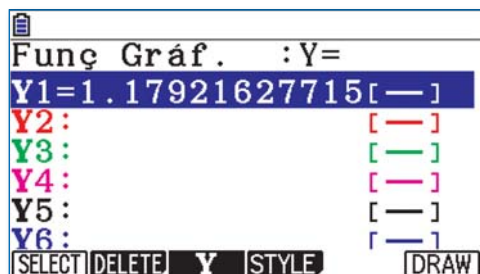 Funç Gráf. :Y=
Y1=1.17921627715[—]
Y2: [—]
Y3: [—]
Y4: [—]
Y5: [—]
Y6: [—]
SELECT DELETE Y STYLE DRAW